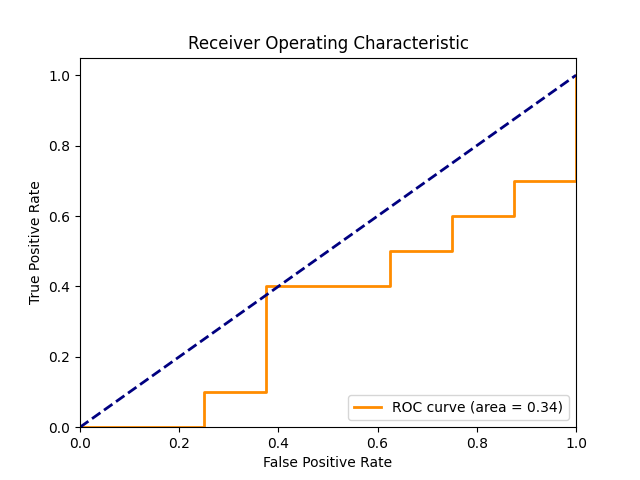 Receiver Operating Characteristic
True Positive Rate
1.0
0.8
0.6
0.4
0.2
0.0
ROC curve (area = 0.34)
0.0 0.2 0.4 0.6 0.8 1.0
False Positive Rate